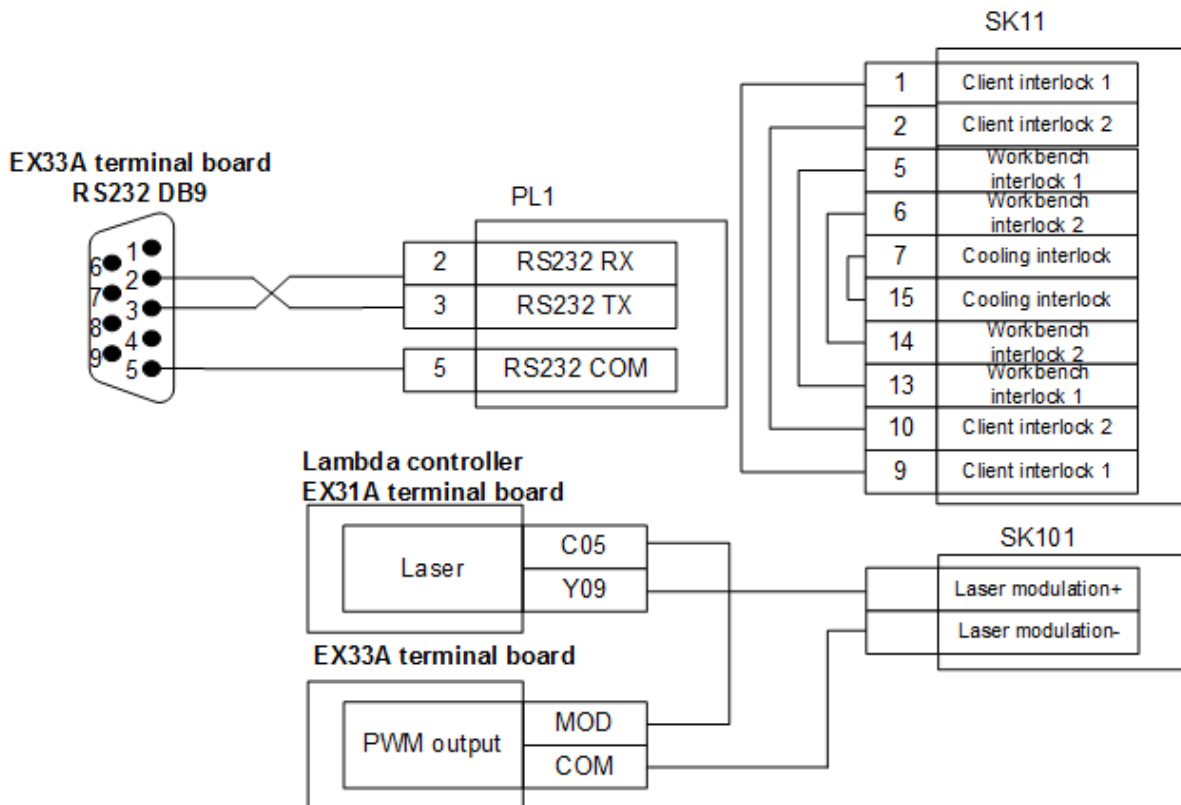 SK11
1 Client interlock 1
2 Client interlock 2
5 Workbench
interlock 1
6 Workbench
interlock 2
7 Cooling interlock
15 Cooling interlock
14 Workbench
interlock 2
13 Workbench
interlock 1
10 Client interlock 2
9 Client interlock 1
EX33A terminal board
RS232 DB9
1
6
2
7
3
8
4
9
5
PL1
2 RS232 RX
3 RS232 TX
5 RS232 COM
Lambda controller
EX31A terminal board
Laser
C05
Y09
SK101
Laser modulation+
Laser modulation-
EX33A terminal board
PWM output
MOD
COM